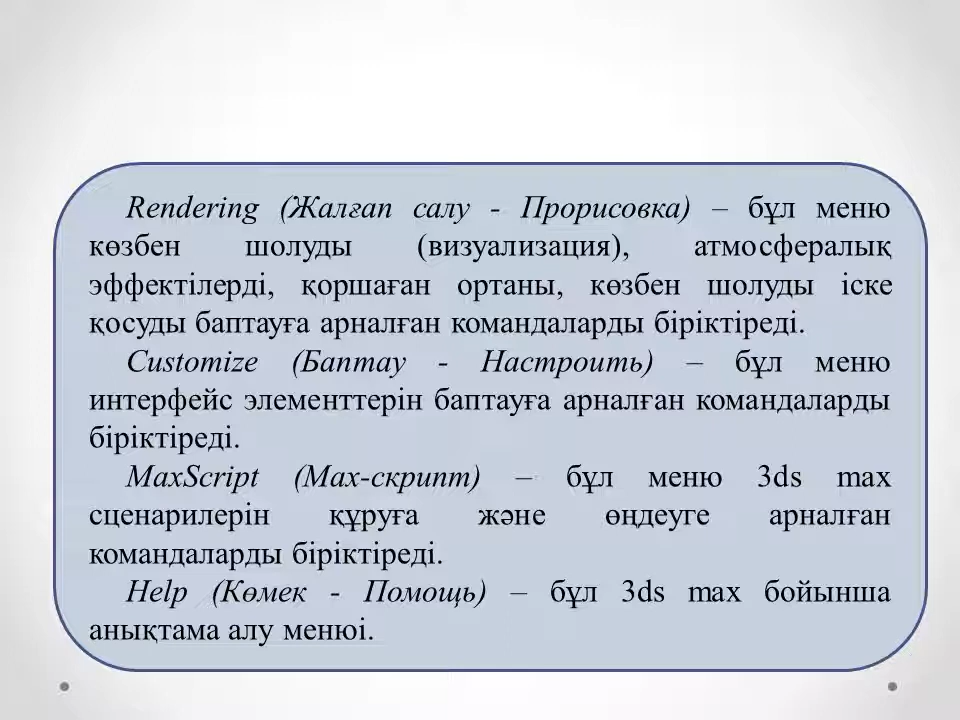 Rendering (Жалғап салу - Прорисовка) – бұл меню
көзбен шолуды (визуализация), атмосфералық
эффектілерді, қоршаған ортаны, көзбен шолуды іске
қосуды баптауға арналған командаларды біріктіреді.
Customize (Баптау - Настроить) – бұл меню
интерфейс элементтерін баптауға арналған командаларды
біріктіреді.
MaxScript (Мах-скрипт) – бұл меню 3ds max
сценарилерін құруға және өңдеуге арналған
командаларды біріктіреді.
Help (Көмек - Помощь) – бұл 3ds max бойынша
анықтама алу менюі.